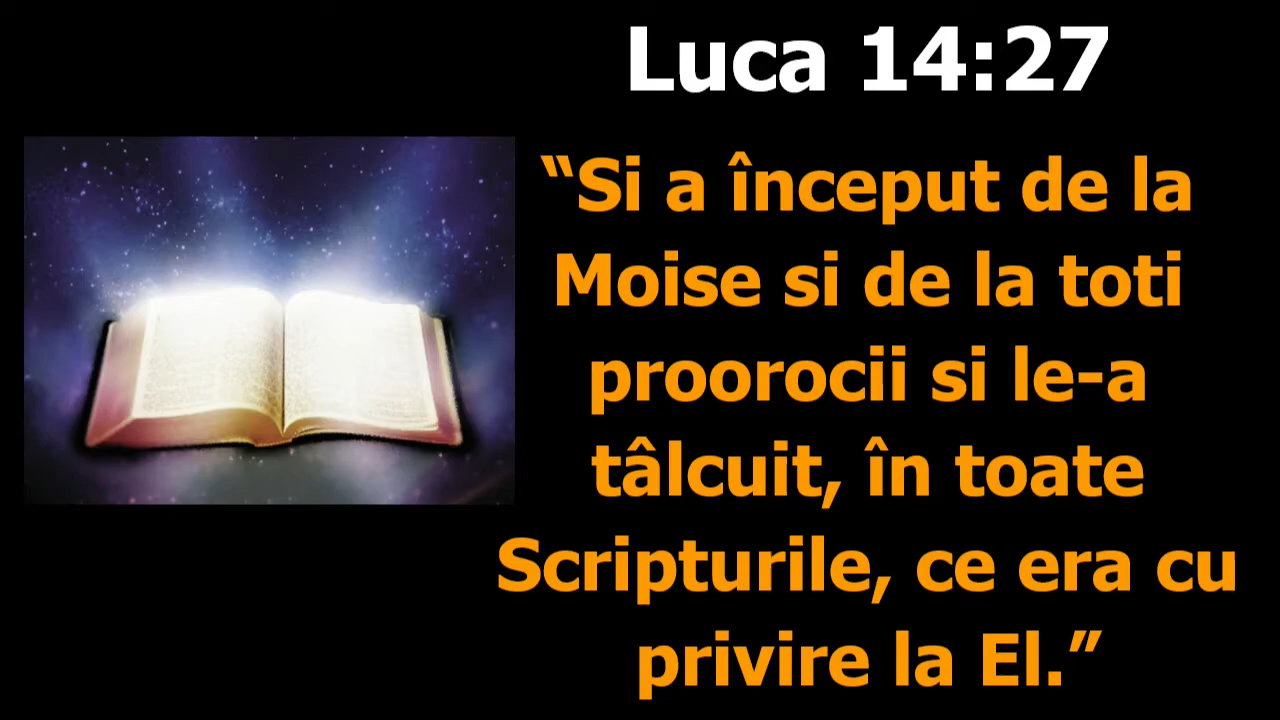 Luca 14:27
“Si a început de la
Moise si de la toti
proorocii si le-a
tâlcuit, în toate
Scripturile, ce era cu
privire la El.”